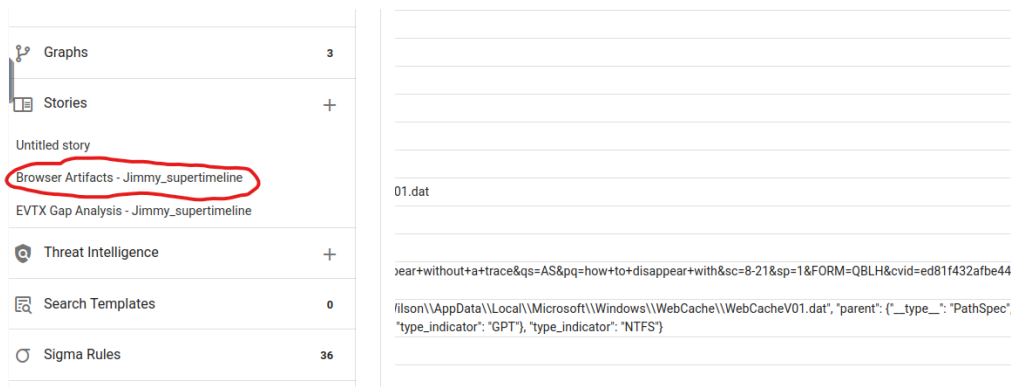 Graphs 3
Stories +
Untitled story
Browser Artifacts - Jimmy_supertimeline
EVTX Gap Analysis - Jimmy_supertimeline
Threat Intelligence +
Search Templates 0
Sigma Rules 36
01.dat
pear+without+a+trace&qs=AS&pq=how+to+disappear+with&sc=8-21&sp=1&FORM=QBLH&cvid=ed81f432afbe44
Vilson\\AppData\\Local\\Microsoft\\Windows\\WebCache\\WebCacheV01.dat", "parent": {"__type__": "PathSpec",
"type_indicator": "GPT"}, "type_indicator": "NTFS"}